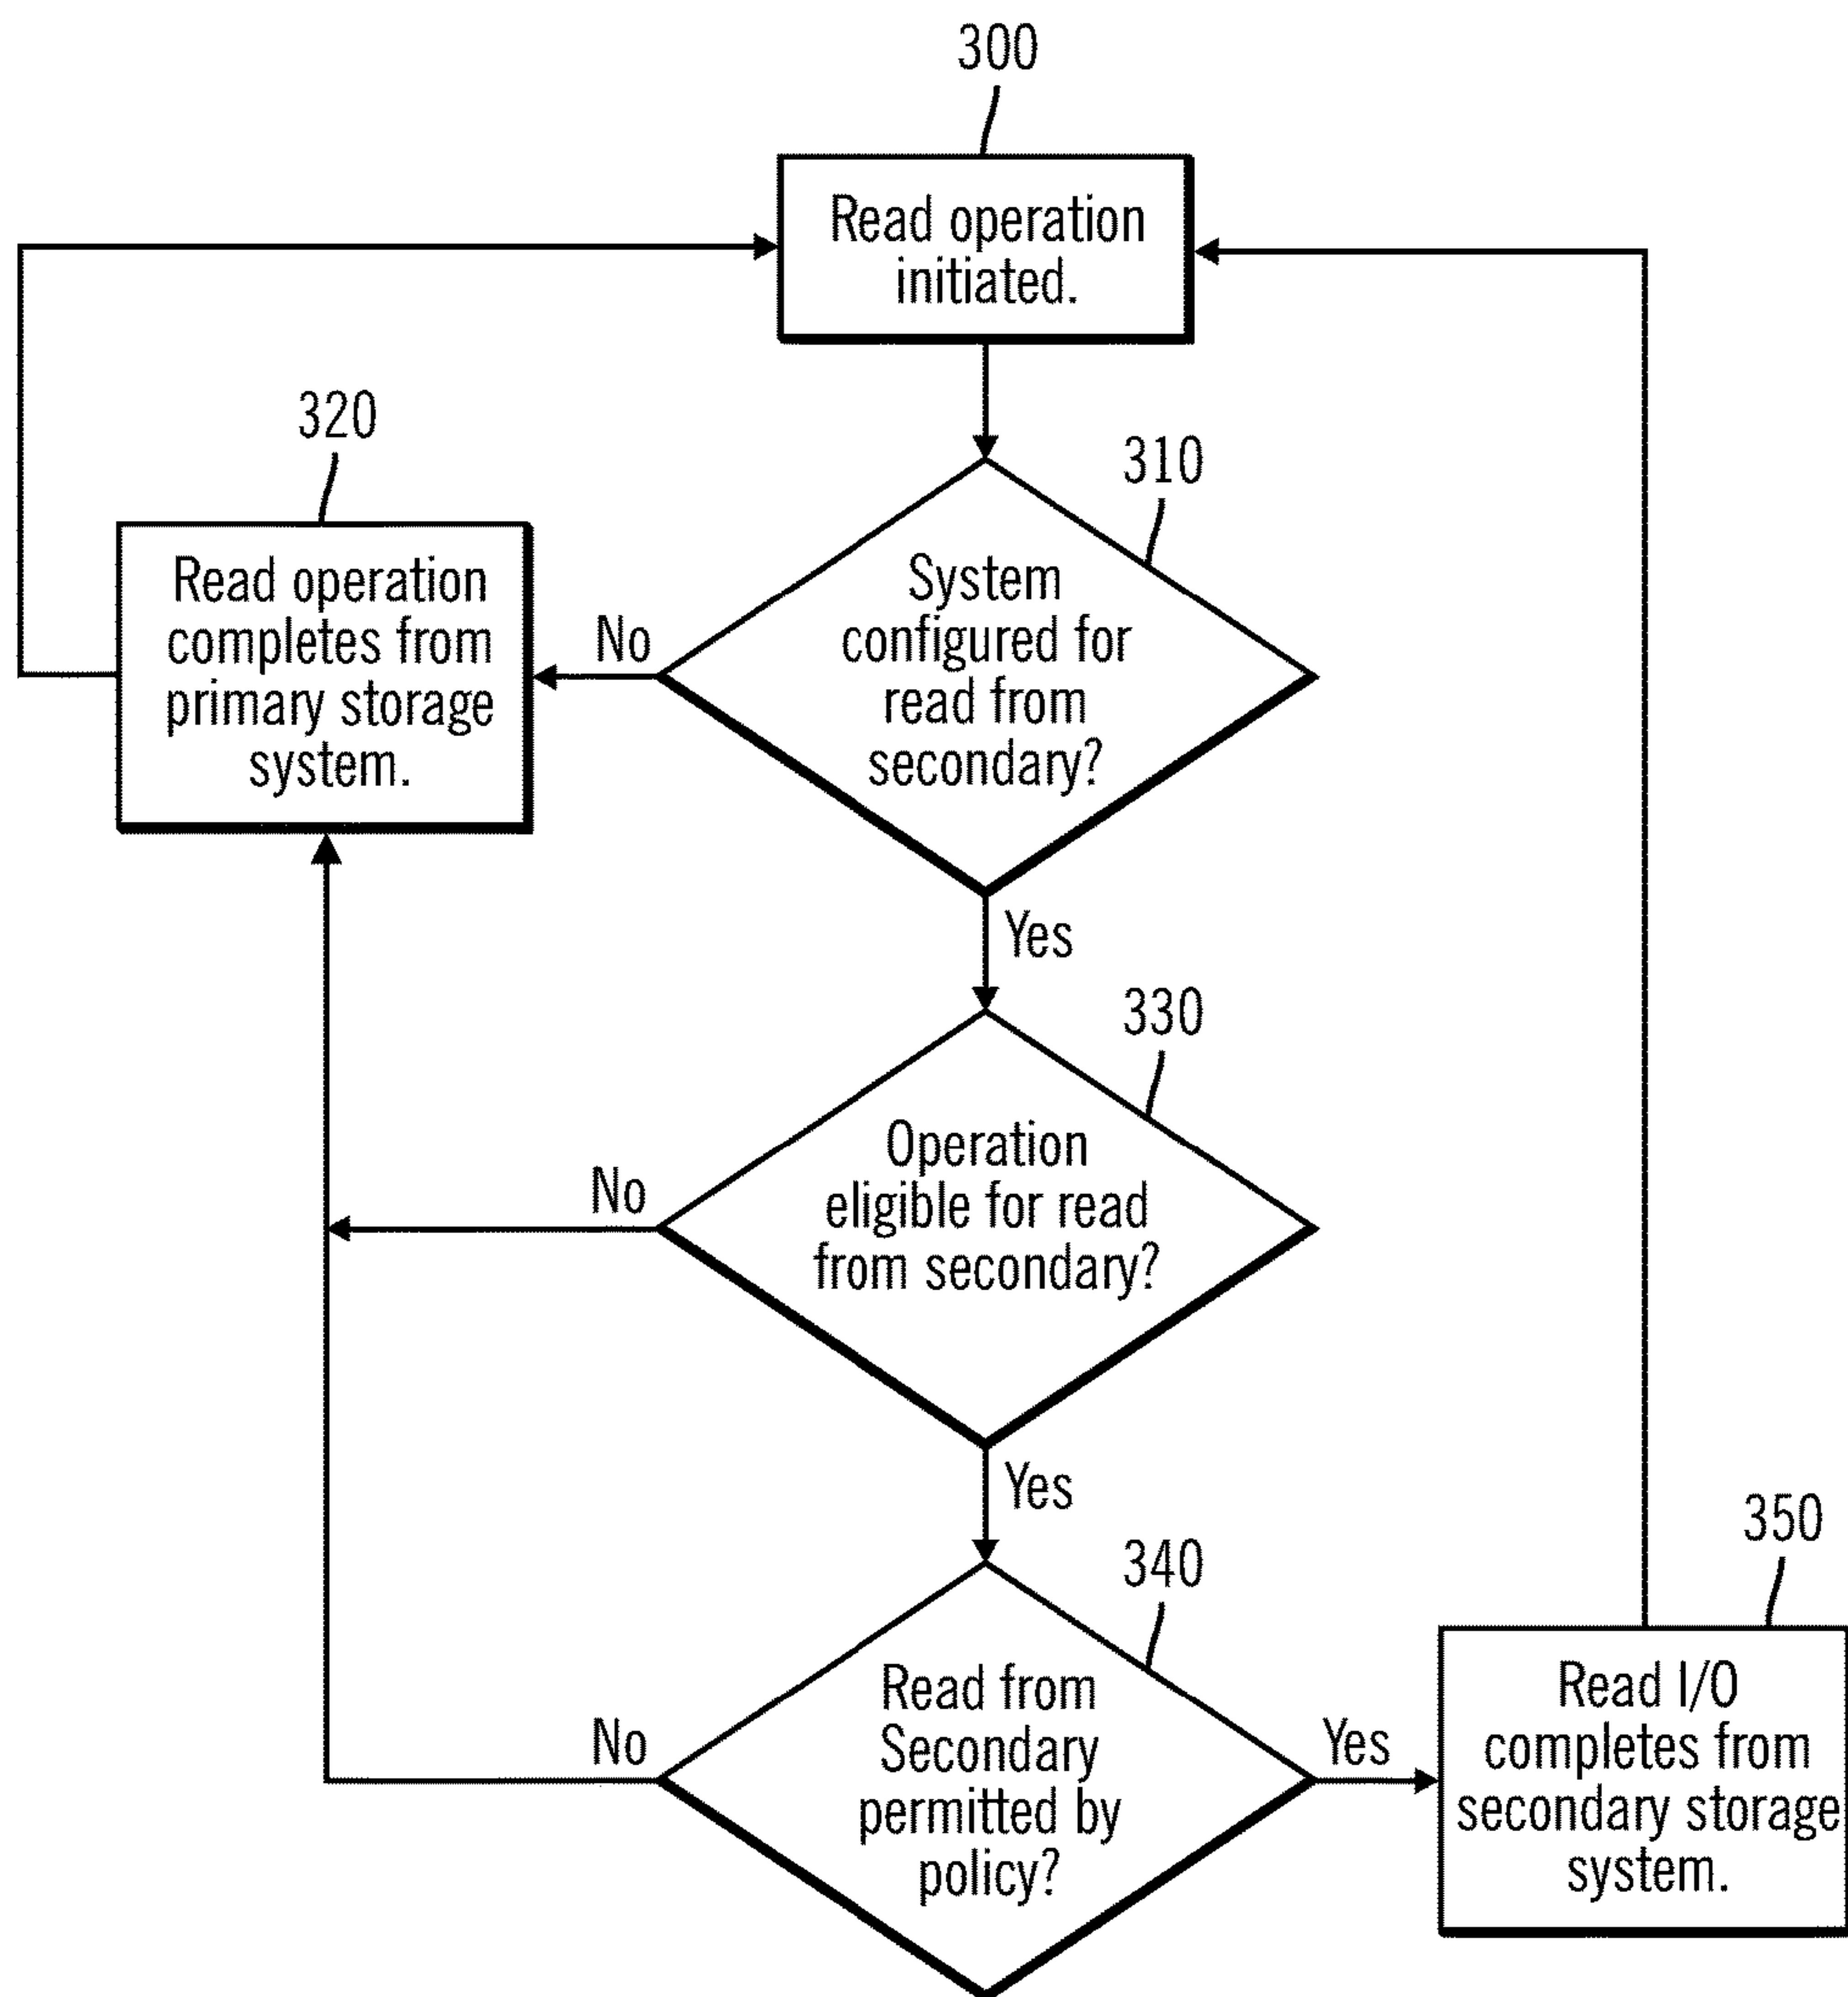 300
Read operation
initiated.
320
310
Read operation
completes from
primary storage
system.
No
System
configured for
read from
secondary?
Yes
330
No
Operation
eligible for read
from secondary?
Yes
340
350
No
Read from
Secondary
permitted by
policy?
Yes
Read I/O
completes from
secondary storage
system.